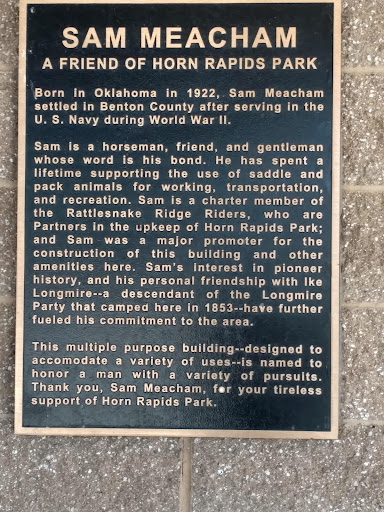 SAM MEACHAM
A FRIEND OF HORN RAPIDS PARK
Born in Oklahoma in 1922, Sam Meacham
settled in Benton County after serving in the
U. S. Navy during World War II.
Sam is a horseman, friend, and gentleman
whose word is his bond. He has spent a
lifetime supporting the use of saddle and
pack animals for working, transportation,
and recreation. Sam is a charter member of
the Rattlesnake Ridge Riders, who are
Partners in the upkeep of Horn Rapids Park;
and Sam was a major promoter for the
construction of this building and other
amenities here. Sam's interest in pioneer
history, and his personal friendship with Ike
Longmire--a descendant of the Longmire
Party that camped here in 1853--have further
fueled his commitment to the area.
This multiple purpose building--designed to
accomodate a variety of uses--is named to
honor a man with a variety of pursuits.
Thank you, Sam Meacham, for your tireless
support of Horn Rapids Park.